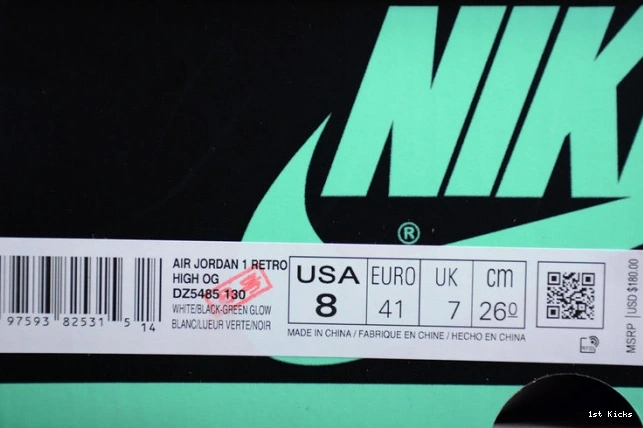 NIK
®
AIR JORDAN 1 RETRO
HIGH OG
DZ5485 130
WHITE/BLACK-GREEN GLOW
BLANC/LUEUR VERTE/NOIR
USA
8
EURO
41
UK
7
cm
260
MADE IN CHINA / FABRIQUE EN CHINE / HECHO EN CHINA
97593 82531 5 14
MSRP | USD:$180.00
1st Kicks